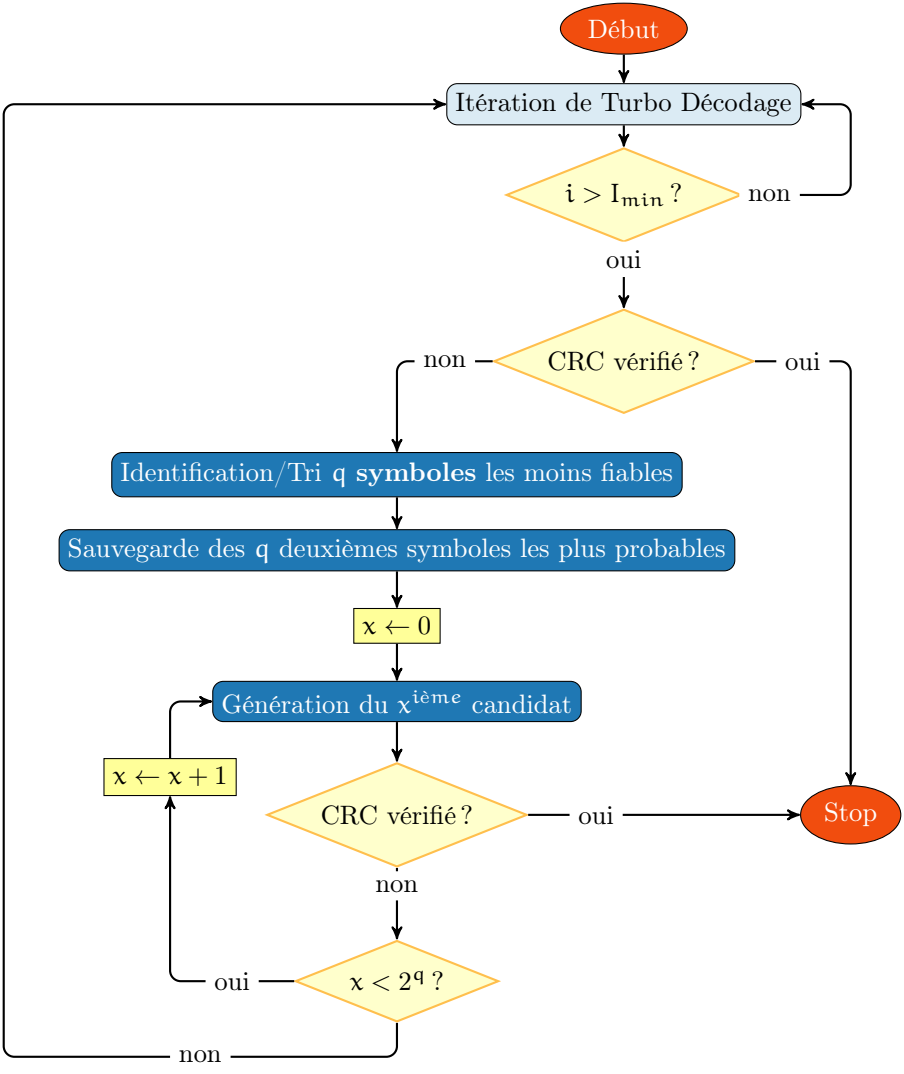 Début
Itération de Turbo Décodage
i > I_min ?
non
oui
CRC vérifié ?
non
oui
Identification/Tri q symboles les moins fiables
Sauvegarde des q deuxièmes symboles les plus probables
x ← 0
Génération du x^ième candidat
x ← x + 1
CRC vérifié ?
oui
Stop
non
x < 2^q ?
oui
non